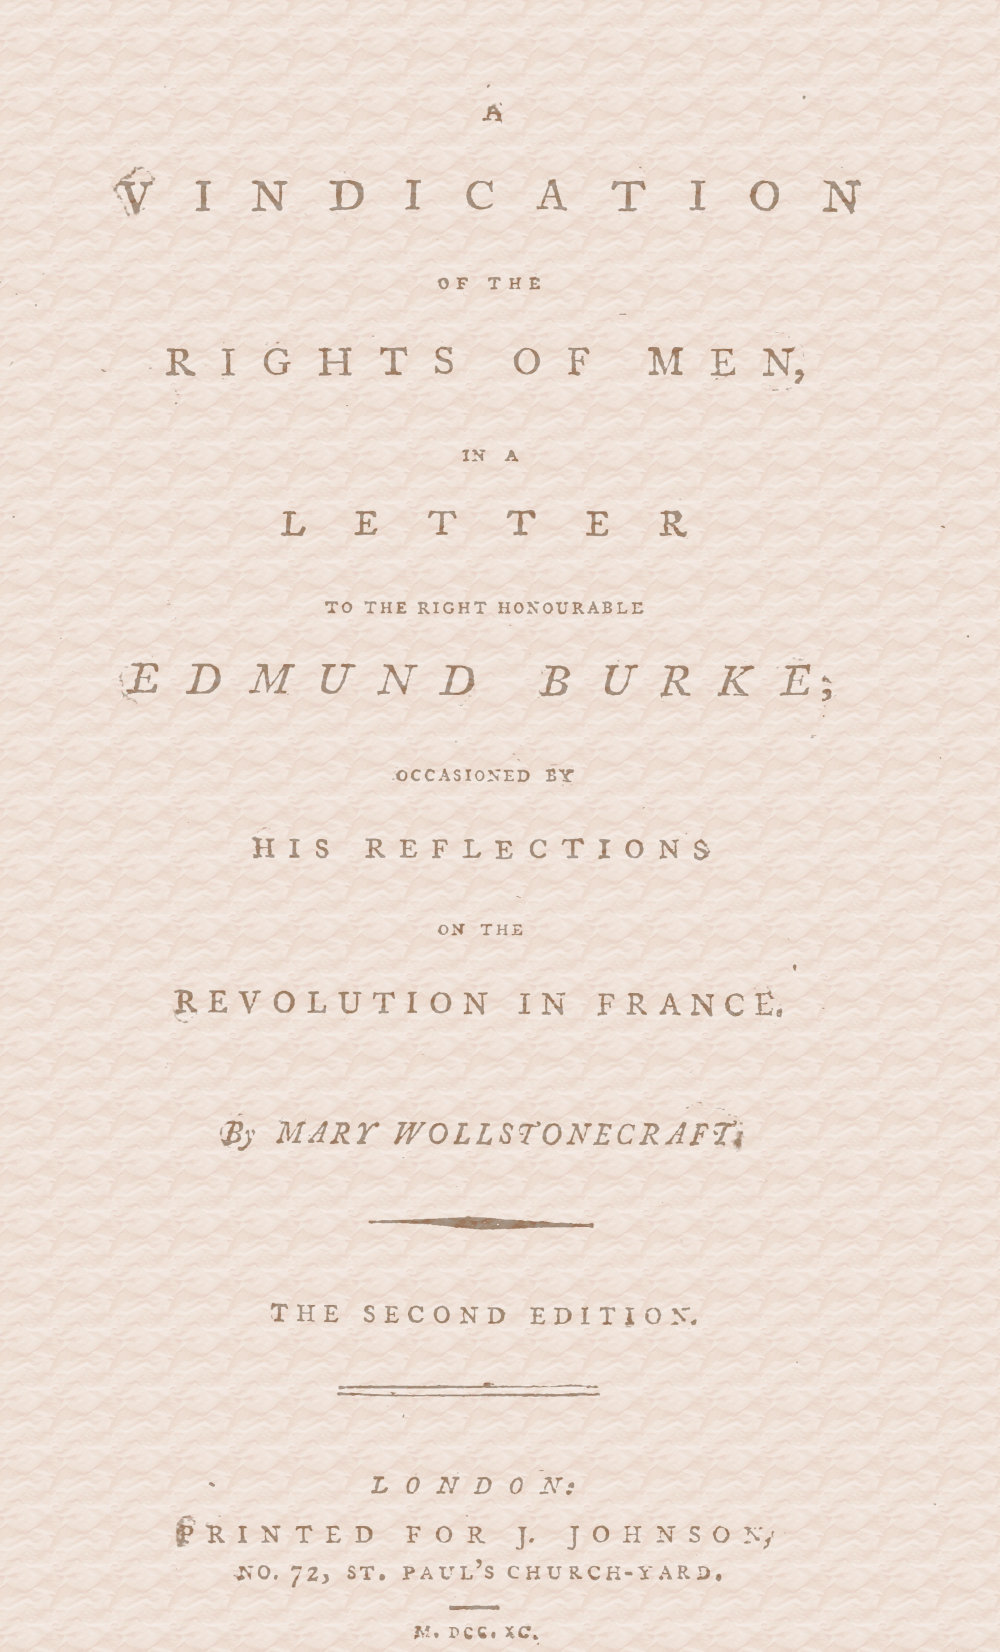 A
VINDICATION
OF THE
RIGHTS OF MEN,
IN A
LETTER
TO THE RIGHT HONOURABLE
EDMUND BURKE;
OCCASIONED BY
HIS REFLECTIONS
ON THE
REVOLUTION IN FRANCE.
By MARY WOLLSTONECRAFT.
THE SECOND EDITION.
LONDON:
PRINTED FOR J. JOHNSON,
NO. 72, ST. PAUL'S CHURCH-YARD.
M. DCC. XC.